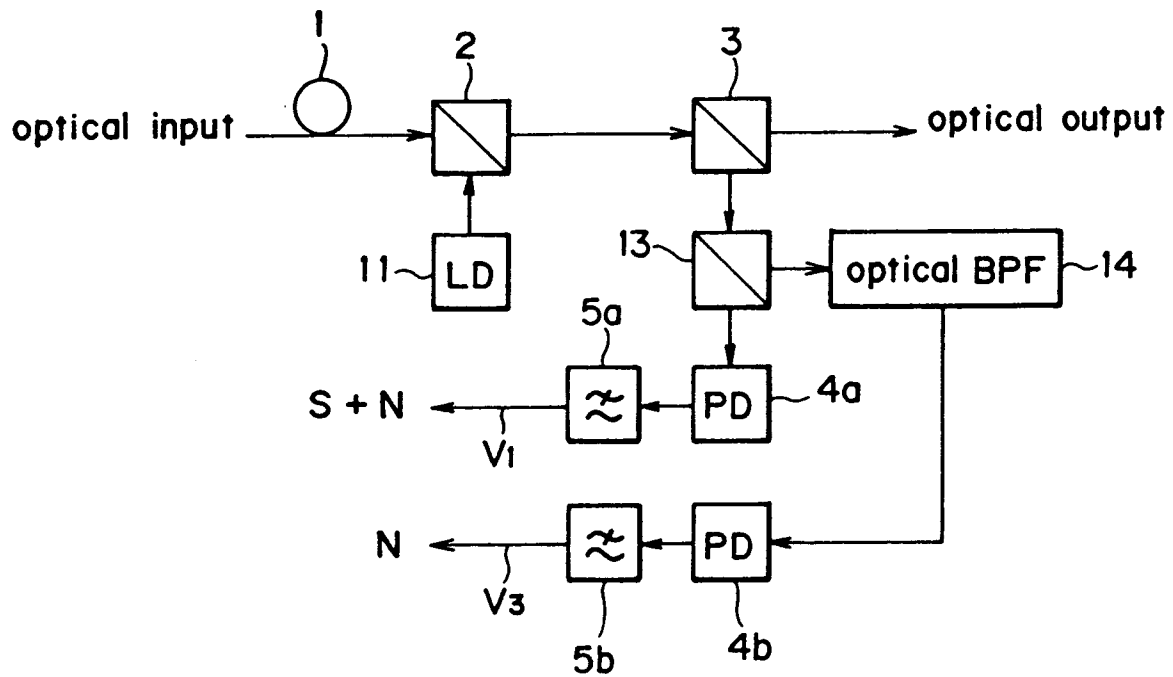 1
2
3
optical input
optical output
11
LD
13
optical BPF
14
5a
S + N
V1
PD
4a
N
V3
PD
5b
4b